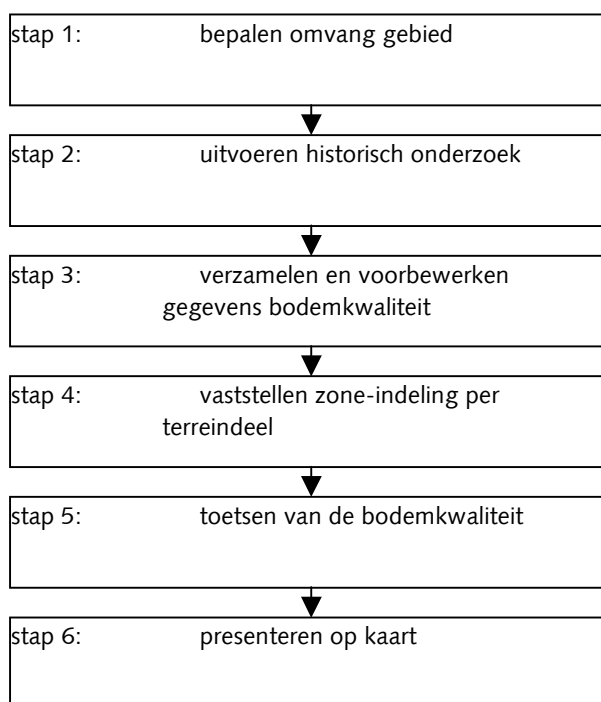 stap 1: bepalen omvang gebied
stap 2: uitvoeren historisch onderzoek
stap 3: verzamelen en voorbewerken
gegevens bodemkwaliteit
stap 4: vaststellen zone-indeling per
terreindeel
stap 5: toetsen van de bodemkwaliteit
stap 6: presenteren op kaart